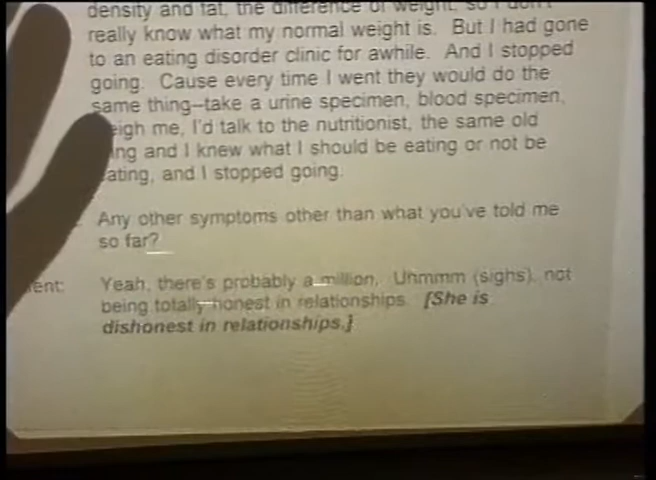 density and fat, the difference of weight, so I don't
really know what my normal weight is. But I had gone
to an eating disorder clinic for awhile. And I stopped
going. Cause every time I went they would do the
same thing–take a urine specimen, blood specimen,
eigh me, I'd talk to the nutritionist, the same old
ng and I knew what I should be eating or not be
ating, and I stopped going.
Any other symptoms other than what you've told me
so far?
ent: Yeah, there's probably a million. Uhmmm (sighs), not
being totally honest in relationships. [She is
dishonest in relationships.]